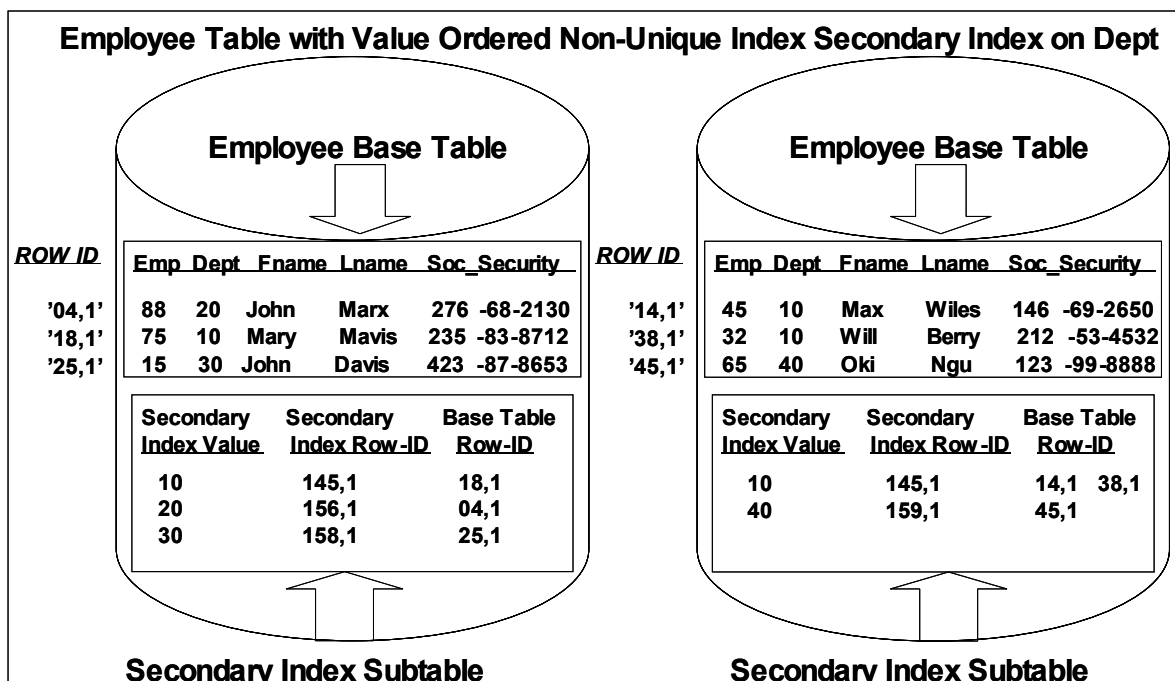 Employee Table with Value Ordered Non-Unique Index Secondary Index on Dept
Employee Base Table
ROW ID
Emp Dept Fname Lname Soc_Security
'04,1' 88 20 John Marx 276 -68-2130
'18,1' 75 10 Mary Mavis 235 -83-8712
'25,1' 15 30 John Davis 423 -87-8653
Secondary Secondary Base Table
Index Value Index Row-ID Row-ID
10 145,1 18,1
20 156,1 04,1
30 158,1 25,1
Secondary Index Subtable
Employee Base Table
ROW ID
Emp Dept Fname Lname Soc_Security
'14,1' 45 10 Max Wiles 146 -69-2650
'38,1' 32 10 Will Berry 212 -53-4532
'45,1' 65 40 Oki Ngu 123 -99-8888
Secondary Secondary Base Table
Index Value Index Row-ID Row-ID
10 145,1 14,1 38,1
40 159,1 45,1
Secondary Index Subtable